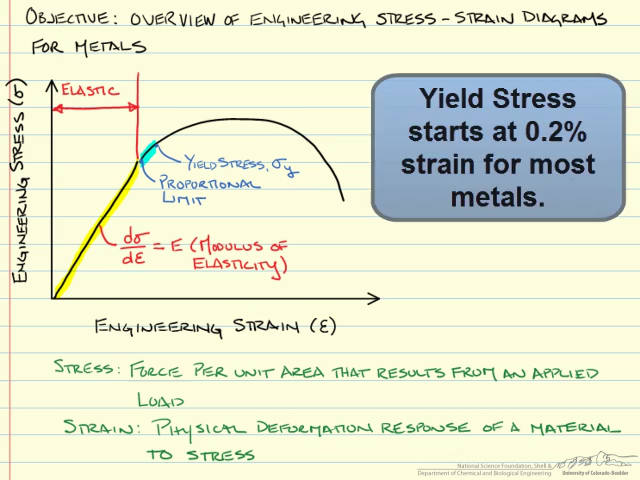 OBJECTIVE: OVERVIEW OF ENGINEERING STRESS-STRAIN DIAGRAMS
FOR METALS
ELASTIC
ENGINEERING STRESS (σ)
Yield Stress
starts at 0.2%
strain for most
metals.
YIELD STRESS, σy
PROPORTIONAL
LIMIT
dσ/dε = E (MODULUS OF
ELASTICITY)
ENGINEERING STRAIN (ε)
STRESS: FORCE PER UNIT AREA THAT RESULTS FROM AN APPLIED
LOAD
STRAIN: PHYSICAL DEFORMATION RESPONSE OF A MATERIAL
TO STRESS
National Science Foundation, Shell &
Department of Chemical and Biological Engineering
University of Colorado-Boulder